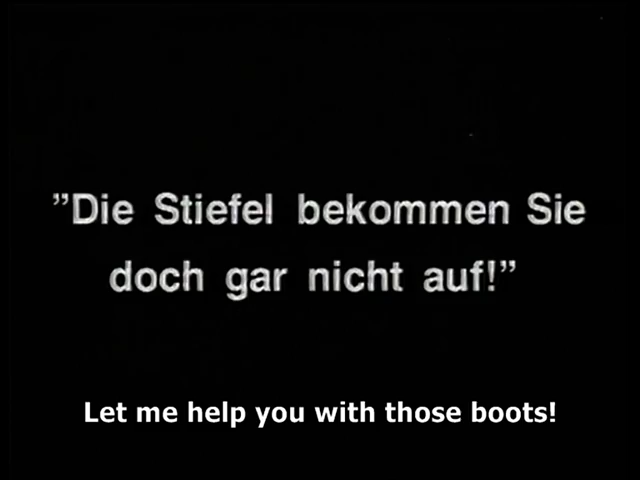 ”Die Stiefel bekommen Sie
doch gar nicht auf!”
Let me help you with those boots!